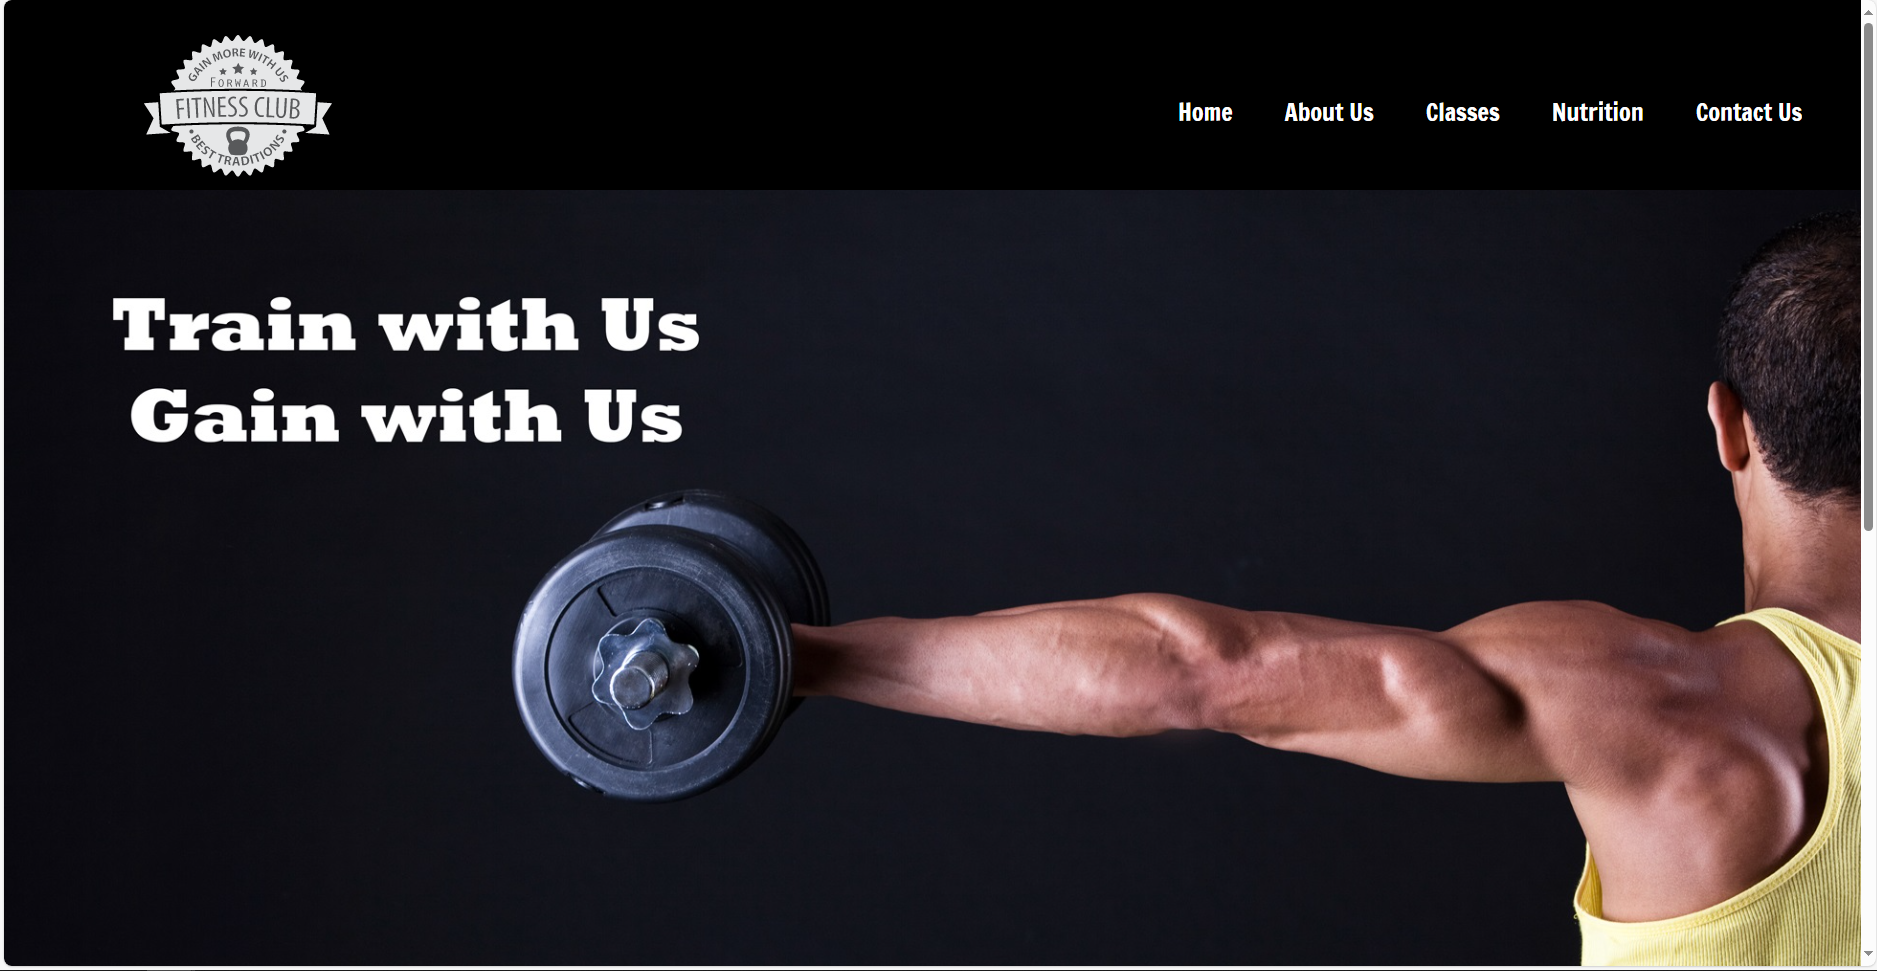 GAIN MORE WITH US
FORWARD
FITNESS CLUB
BEST TRADITIONS
Home About Us Classes Nutrition Contact Us
Train with Us
Gain with Us